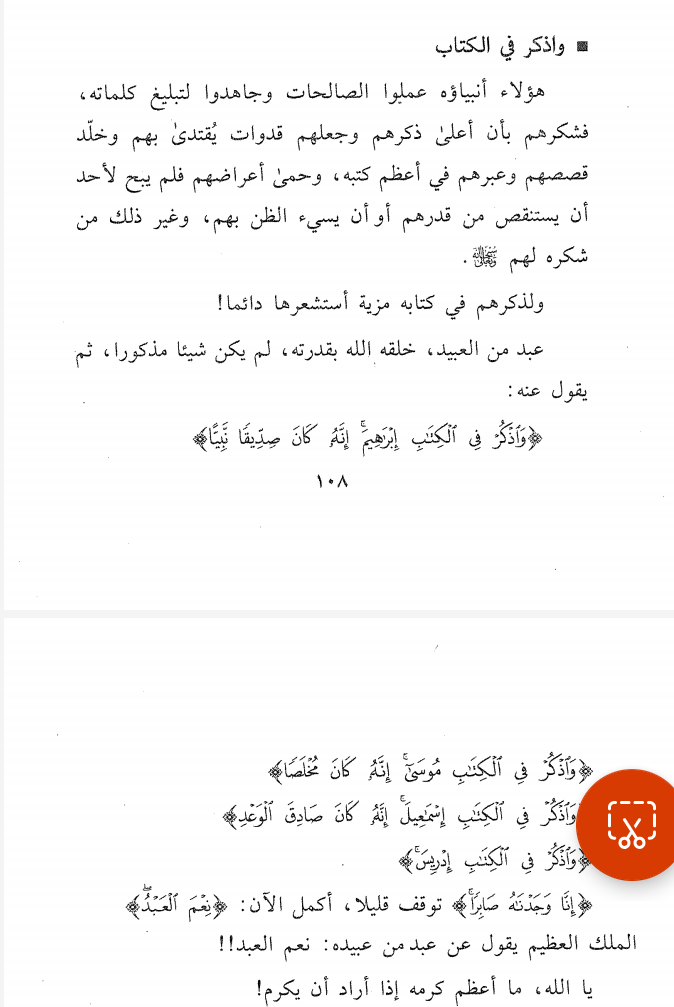 ■ واذكر في الكتاب
هؤلاء أنبياؤه عملوا الصالحات وجاهدوا لتبليغ كلماته،
فشكرهم بأن أعلىٰ ذكرهم وجعلهم قدوات يُقتدىٰ بهم وخلّد
قصصهم وعبرهم في أعظم كتبه، وحمىٰ أعراضهم فلم يبح لأحد
أن يستنقص من قدرهم أو أن يسيء الظن بهم، وغير ذلك من
شكره لهم سبحانه وتعالى.
ولذكرهم في كتابه مزية أستشعرها دائما!
عبد من العبيد، خلقه الله بقدرته، لم يكن شيئا مذكورا، ثم
يقول عنه:
﴿وَٱذۡكُرۡ فِي ٱلۡكِتَٰبِ إِبۡرَٰهِيمَۚ إِنَّهُۥ كَانَ صِدِّيقٗا نَّبِيًّا﴾
١٠٨
﴿وَٱذۡكُرۡ فِي ٱلۡكِتَٰبِ مُوسَىٰٓۚ إِنَّهُۥ كَانَ مُخۡلَصٗا﴾
وَٱذۡكُرۡ فِي ٱلۡكِتَٰبِ إِسۡمَٰعِيلَۚ إِنَّهُۥ كَانَ صَادِقَ ٱلۡوَعۡدِ﴾
﴿وَٱذۡكُرۡ فِي ٱلۡكِتَٰبِ إِدۡرِيسَۚ﴾
﴿إِنَّا وَجَدۡنَٰهُ صَابِرٗاۚ﴾ توقف قليلا، أكمل الآن: ﴿نِعۡمَ ٱلۡعَبۡدُۖ﴾
الملك العظيم يقول عن عبد من عبيده: نعم العبد!!
يا الله، ما أعظم كرمه إذا أراد أن يكرم!